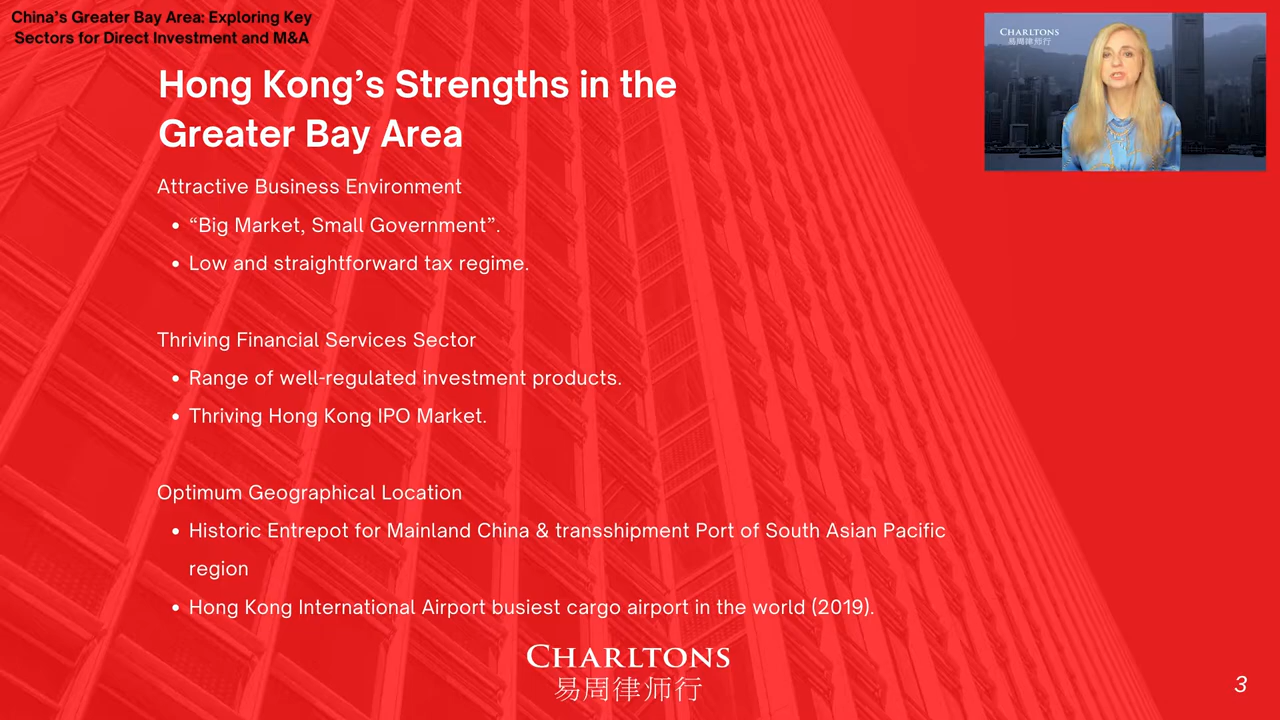 China's Greater Bay Area: Exploring Key
Sectors for Direct Investment and M&A
CHARLTONS
易周律师行
Hong Kong's Strengths in the
Greater Bay Area
Attractive Business Environment
• “Big Market, Small Government”.
• Low and straightforward tax regime.
Thriving Financial Services Sector
• Range of well-regulated investment products.
• Thriving Hong Kong IPO Market.
Optimum Geographical Location
• Historic Entrepot for Mainland China & transshipment Port of South Asian Pacific
region
• Hong Kong International Airport busiest cargo airport in the world (2019).
CHARLTONS
易周律师行
3